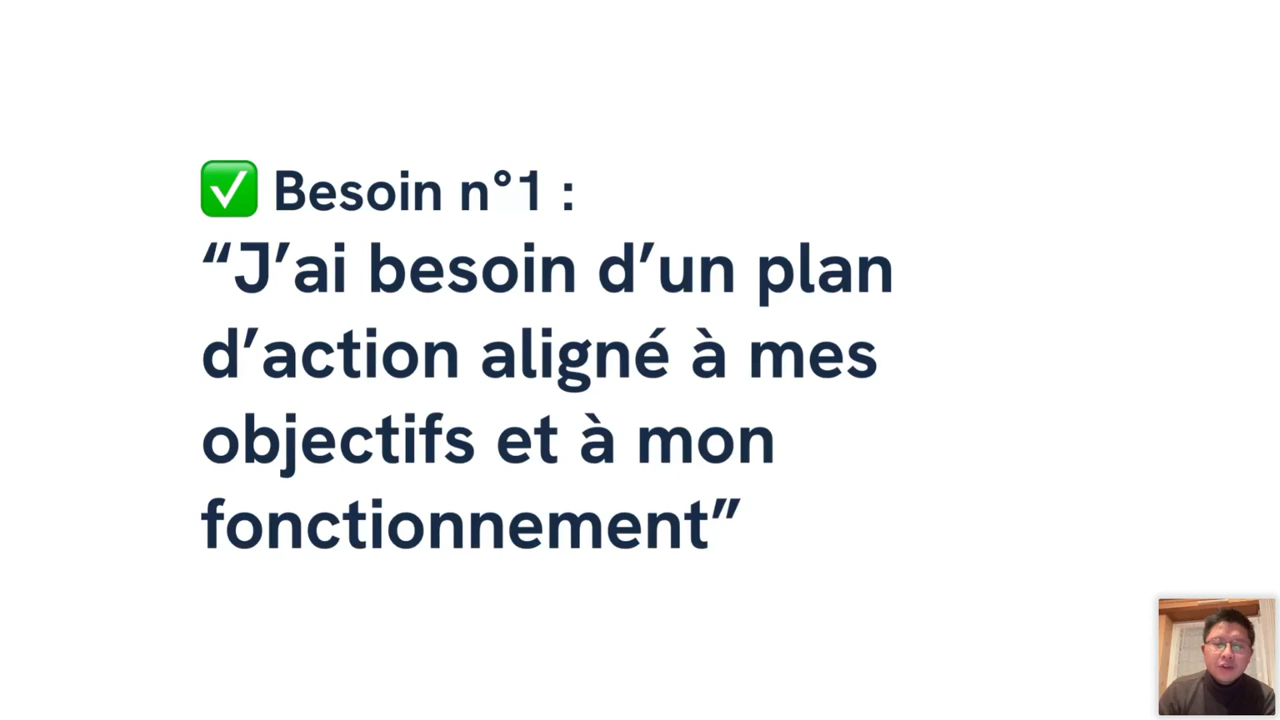 ✅ Besoin n°1 :
“J’ai besoin d’un plan
d’action aligné à mes
objectifs et à mon
fonctionnement”